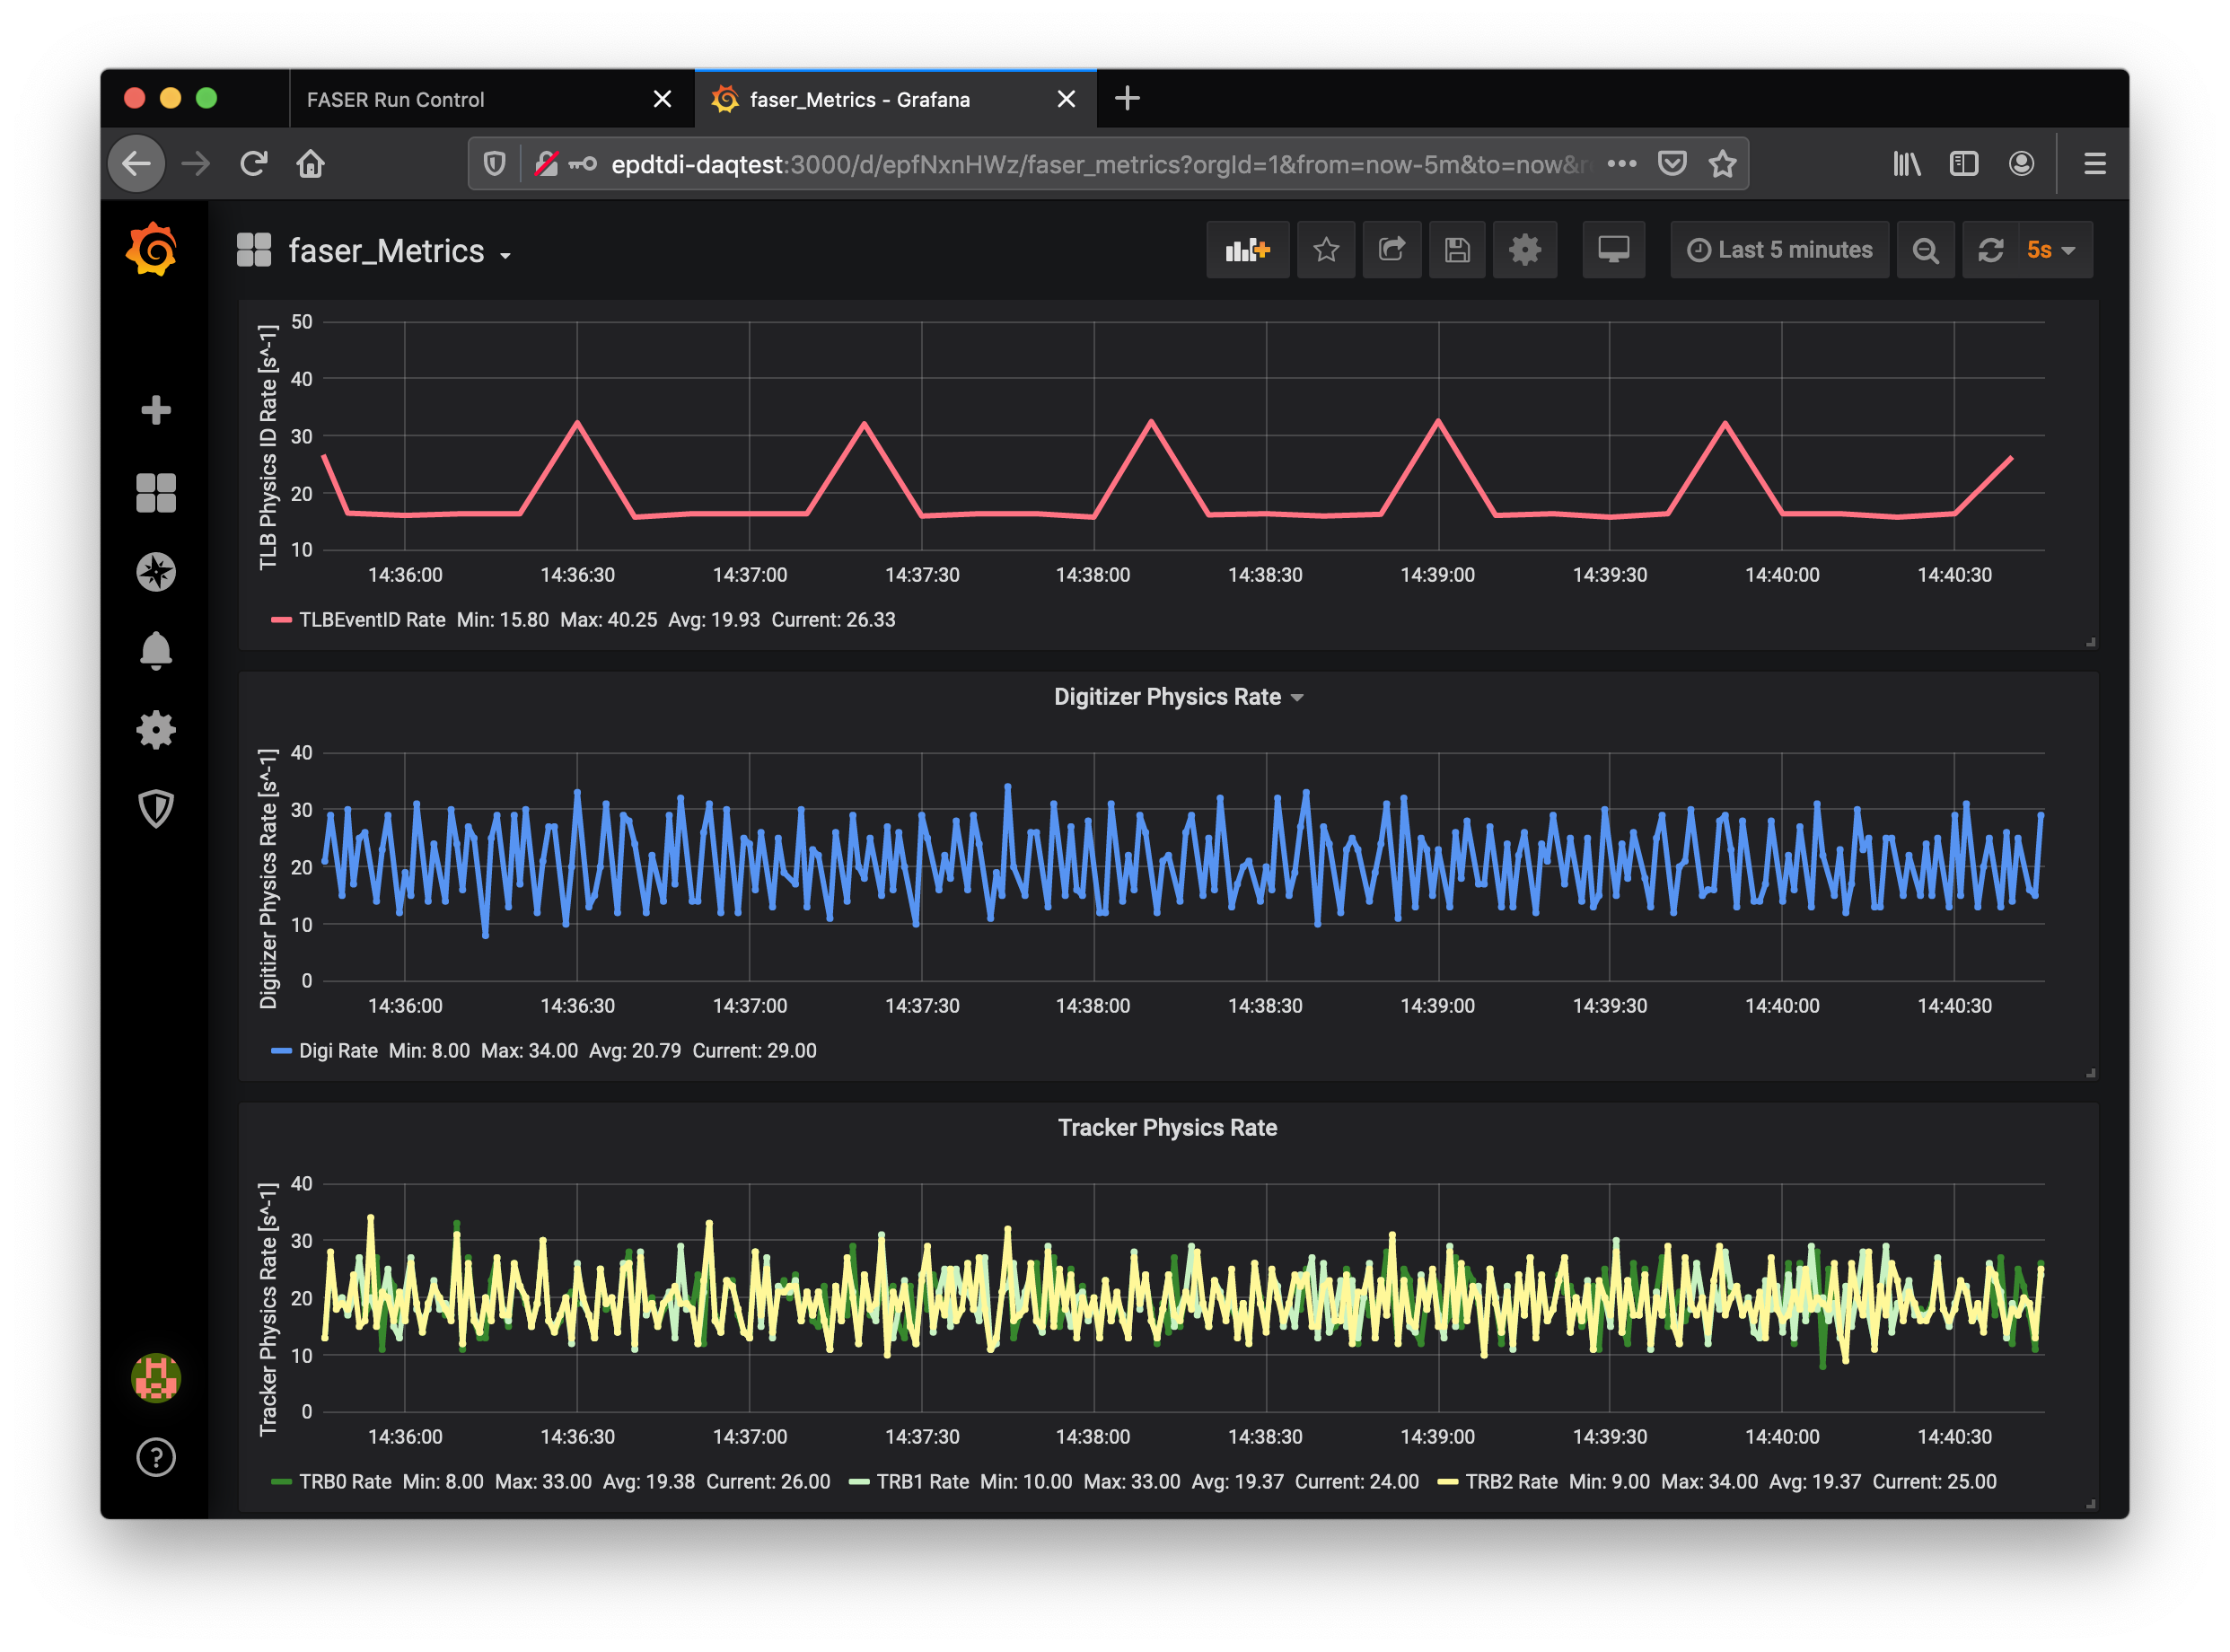 FASER Run Control
faser_Metrics - Grafana
epdtdi-daqtest:3000/d/epfNxnHWz/faser_metrics?orgId=1&from=now-5m&to=now&
faser_Metrics
Last 5 minutes
5s
TLB Physics ID Rate [s^-1]
50
40
30
20
10
14:36:00 14:36:30 14:37:00 14:37:30 14:38:00 14:38:30 14:39:00 14:39:30 14:40:00 14:40:30
TLBEventID Rate Min: 15.80 Max: 40.25 Avg: 19.93 Current: 26.33
Digitizer Physics Rate
Digitizer Physics Rate [s^-1]
40
30
20
10
0
14:36:00 14:36:30 14:37:00 14:37:30 14:38:00 14:38:30 14:39:00 14:39:30 14:40:00 14:40:30
Digi Rate Min: 8.00 Max: 34.00 Avg: 20.79 Current: 29.00
Tracker Physics Rate
Tracker Physics Rate [s^-1]
40
30
20
10
0
14:36:00 14:36:30 14:37:00 14:37:30 14:38:00 14:38:30 14:39:00 14:39:30 14:40:00 14:40:30
TRB0 Rate Min: 8.00 Max: 33.00 Avg: 19.38 Current: 26.00 TRB1 Rate Min: 10.00 Max: 33.00 Avg: 19.37 Current: 24.00 TRB2 Rate Min: 9.00 Max: 34.00 Avg: 19.37 Current: 25.00